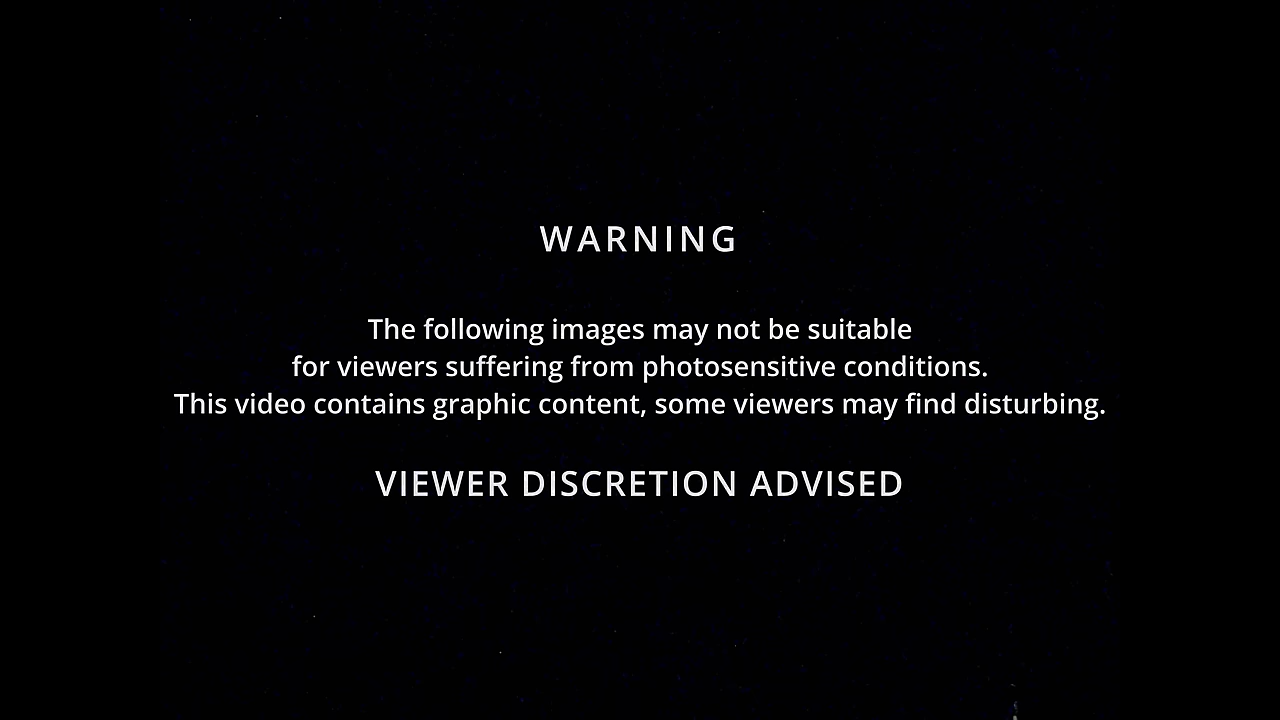 WARNING
The following images may not be suitable
for viewers suffering from photosensitive conditions.
This video contains graphic content, some viewers may find disturbing.
VIEWER DISCRETION ADVISED